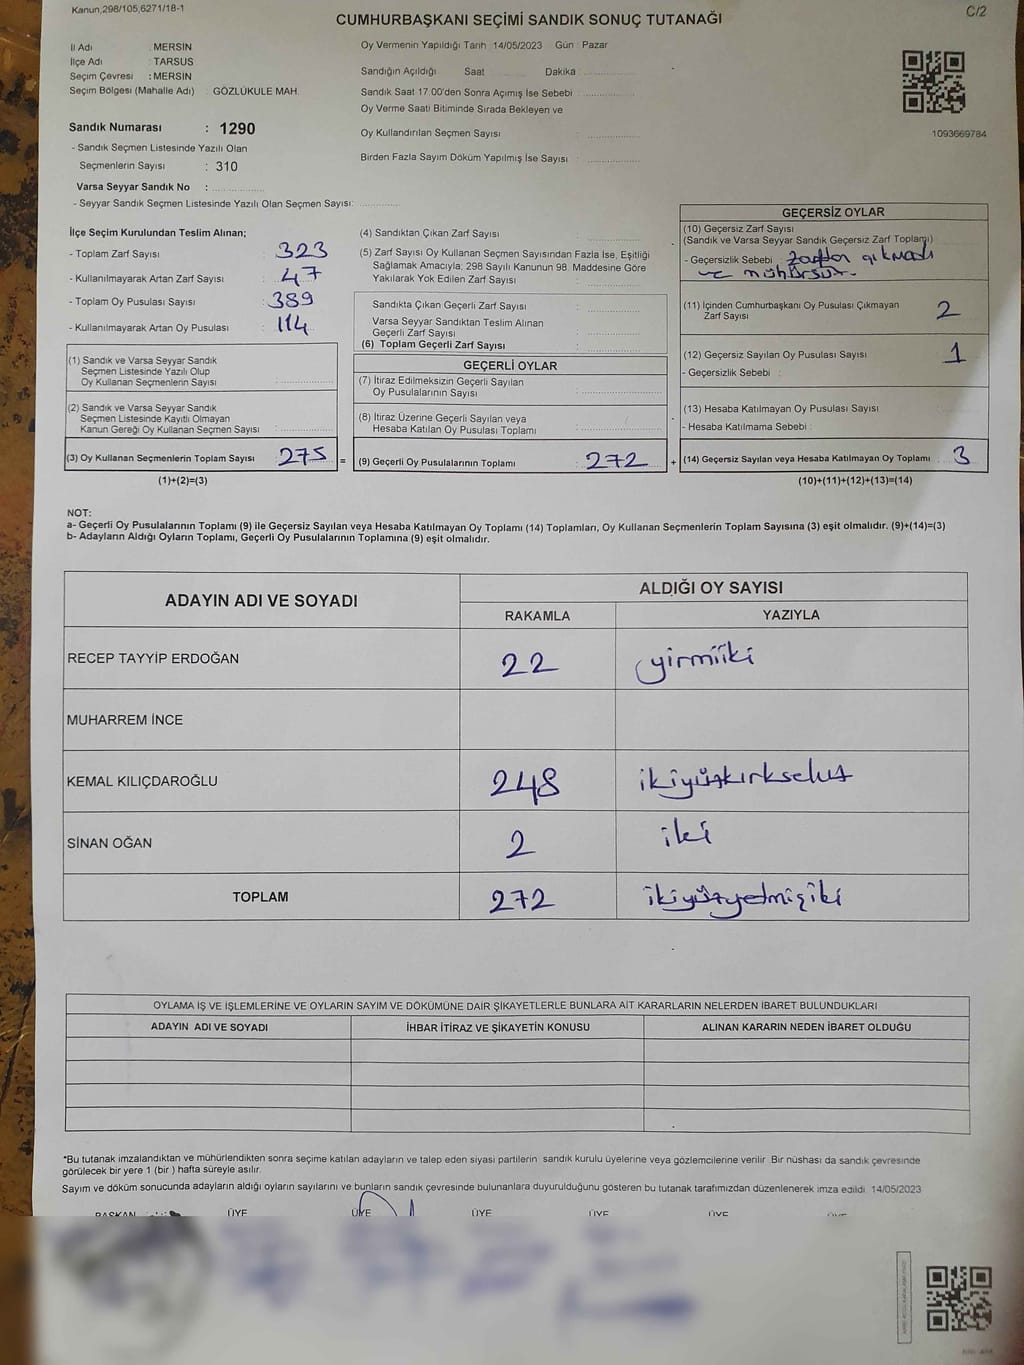 Kanun,298/105,6271/18-1
C/2
CUMHURBAŞKANI SEÇİMİ SANDIK SONUÇ TUTANAĞI
İl Adı : MERSİN
İlçe Adı : TARSUS
Seçim Çevresi : MERSİN
Seçim Bölgesi (Mahalle Adı) : GÖZLÜKULE MAH.
Sandık Numarası : 1290
- Sandık Seçmen Listesinde Yazılı Olan
Seçmenlerin Sayısı : 310
Varsa Seyyar Sandık No :
- Seyyar Sandık Seçmen Listesinde Yazılı Olan Seçmen Sayısı:
Oy Vermenin Yapıldığı Tarih : 14/05/2023 Gün : Pazar
Sandığın Açıldığı Saat Dakika
Sandık Saat 17.00'den Sonra Açımış İse Sebebi :
Oy Verme Saati Bitiminde Sırada Bekleyen ve
Oy Kullandırılan Seçmen Sayısı :
Birden Fazla Sayım Döküm Yapılmış İse Sayısı :
1093669784
İlçe Seçim Kurulundan Teslim Alınan;
- Toplam Zarf Sayısı : 323
- Kullanılmayarak Artan Zarf Sayısı : 47
- Toplam Oy Pusulası Sayısı : 389
- Kullanılmayarak Artan Oy Pusulası : 114
(1) Sandık ve Varsa Seyyar Sandık
Seçmen Listesinde Yazılı Olup
Oy Kullanan Seçmenlerin Sayısı :
(2) Sandık ve Varsa Seyyar Sandık
Seçmen Listesinde Kayıtlı Olmayan
Kanun Gereği Oy Kullanan Seçmen Sayısı :
(3) Oy Kullanan Seçmenlerin Toplam Sayısı : 275 =
(1)+(2)=(3)
(4) Sandıktan Çıkan Zarf Sayısı :
(5) Zarf Sayısı Oy Kullanan Seçmen Sayısından Fazla İse, Eşitliği
Sağlamak Amacıyla; 298 Sayılı Kanunun 98. Maddesine Göre
Yakılarak Yok Edilen Zarf Sayısı :
Sandıkta Çıkan Geçerli Zarf Sayısı :
Varsa Seyyar Sandıktan Teslim Alınan
Geçerli Zarf Sayısı :
(6) Toplam Geçerli Zarf Sayısı :
GEÇERLİ OYLAR
(7) İtiraz Edilmeksizin Geçerli Sayılan
Oy Pusulalarının Sayısı :
(8) İtiraz Üzerine Geçerli Sayılan veya
Hesaba Katılan Oy Pusulası Toplamı :
(9) Geçerli Oy Pusulalarının Toplamı : 272 +
GEÇERSİZ OYLAR
(10) Geçersiz Zarf Sayısı
(Sandık ve Varsa Seyyar Sandık Geçersiz Zarf Toplamı)
- Geçersizlik Sebebi : zarftan çıkmadı
ve mühürsüz.
(11) İçinden Cumhurbaşkanı Oy Pusulası Çıkmayan
Zarf Sayısı 2
(12) Geçersiz Sayılan Oy Pusulası Sayısı : 1
- Geçersizlik Sebebi :
(13) Hesaba Katılmayan Oy Pusulası Sayısı :
- Hesaba Katılmama Sebebi :
(14) Geçersiz Sayılan veya Hesaba Katılmayan Oy Toplamı : 3
(10)+(11)+(12)+(13)=(14)
NOT:
a- Geçerli Oy Pusulalarının Toplamı (9) ile Geçersiz Sayılan veya Hesaba Katılmayan Oy Toplamı (14) Toplamları, Oy Kullanan Seçmenlerin Toplam Sayısına (3) eşit olmalıdır. (9)+(14)=(3)
b- Adayların Aldığı Oyların Toplamı, Geçerli Oy Pusulalarının Toplamına (9) eşit olmalıdır.
ADAYIN ADI VE SOYADI
ALDIĞI OY SAYISI
RAKAMLA YAZIYLA
RECEP TAYYİP ERDOĞAN 22 yirmiiki
MUHARREM İNCE
KEMAL KILIÇDAROĞLU 248 ikiyüzkırksekiz
SİNAN OĞAN 2 iki
TOPLAM 272 ikiyüzyetmişiki
OYLAMA İŞ VE İŞLEMLERİNE VE OYLARIN SAYIM VE DÖKÜMÜNE DAİR ŞİKAYETLERLE BUNLARA AİT KARARLARIN NELERDEN İBARET BULUNDUKLARI
ADAYIN ADI VE SOYADI İHBAR İTİRAZ VE ŞİKAYETİN KONUSU ALINAN KARARIN NEDEN İBARET OLDUĞU
*Bu tutanak imzalandıktan ve mühürlendikten sonra seçime katılan adayların ve talep eden siyasi partilerin sandık kurulu üyelerine veya gözlemcilerine verilir. Bir nüshası da sandık çevresinde
görülecek bir yere 1 (bir ) hafta süreyle asılır.
Sayım ve döküm sonucunda adayların aldığı oyların sayılarını ve bunların sandık çevresinde bulunanlara duyurulduğunu gösteren bu tutanak tarafımızdan düzenlenerek imza edildi. 14/05/2023
BAŞKAN ÜYE ÜYE ÜYE ÜYE ÜYE ÜYE